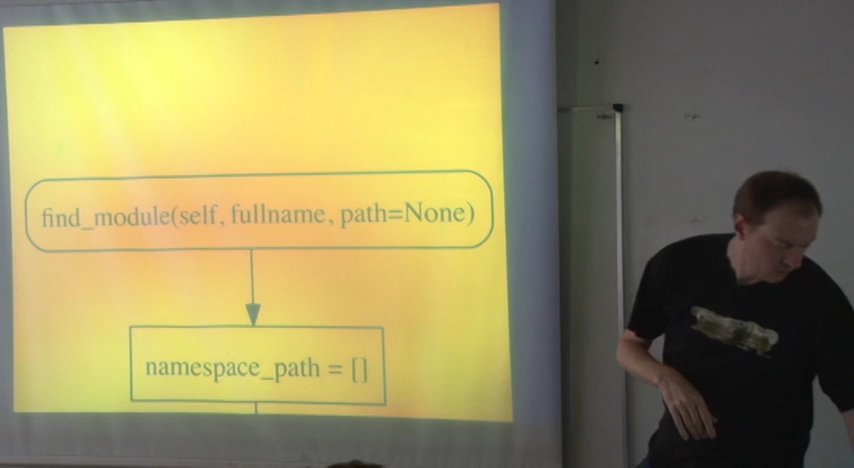 find_module(self, fullname, path=None)
namespace_path = []